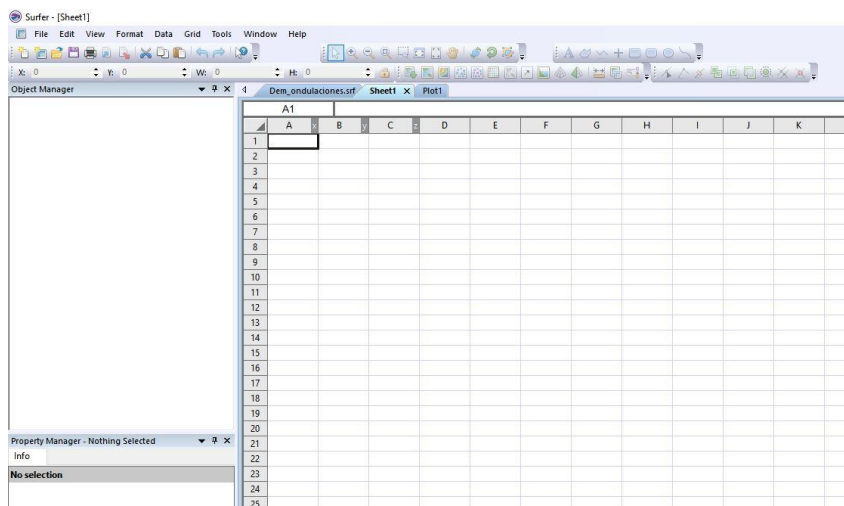 Surfer - [Sheet1]
File Edit View Format Data Grid Tools Window Help
X: 0 Y: 0 W: 0 H: 0
Object Manager
Dem_ondulaciones.srf Sheet1 Plot1
A1
A x B y C z D E F G H I J K
1
2
3
4
5
6
7
8
9
10
11
12
13
14
15
16
17
18
19
20
21
22
23
24
25
Property Manager - Nothing Selected
Info
No selection